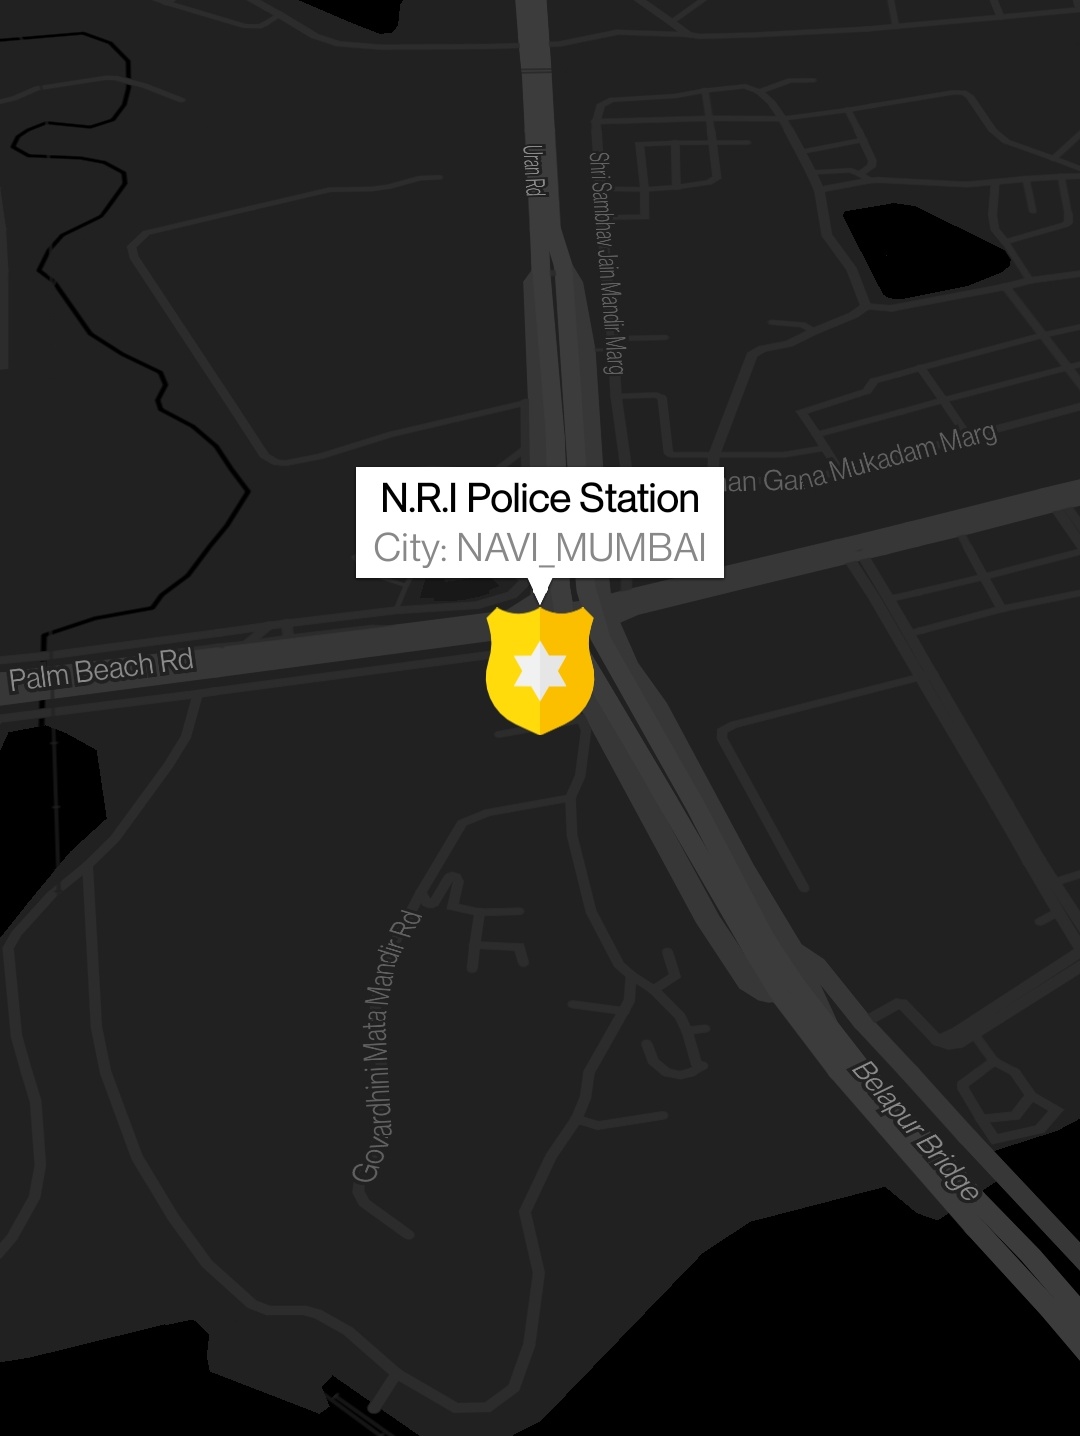 Uran Rd
Shri Sambhav Jain Mandir Marg
Gana Mukadam Marg
N.R.I Police Station
City: NAVI_MUMBAI
Palm Beach Rd
Govardhini Mata Mandir Rd
Belapur Bridge